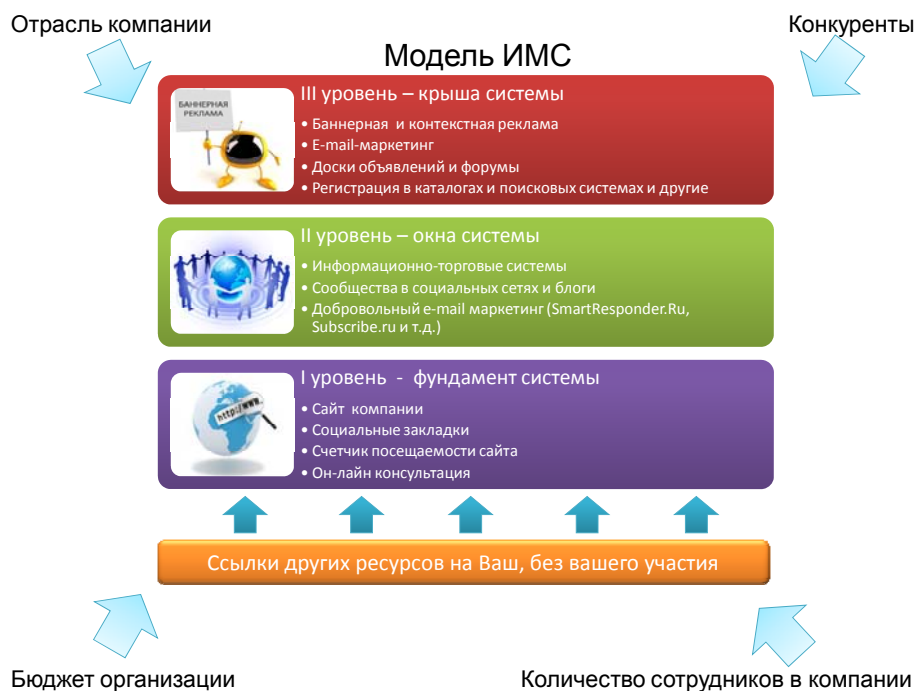 Отрасль компании
Конкуренты
Модель ИМС
III уровень – крыша системы
БАННЕРНАЯ
РЕКЛАМА
• Баннерная и контекстная реклама
• E-mail-маркетинг
• Доски объявлений и форумы
• Регистрация в каталогах и поисковых системах и другие
II уровень – окна системы
• Информационно-торговые системы
• Сообщества в социальных сетях и блоги
• Добровольный e-mail маркетинг (SmartResponder.Ru,
Subscribe.ru и т.д.)
I уровень - фундамент системы
http://www.
• Сайт компании
• Социальные закладки
• Счетчик посещаемости сайта
• Он-лайн консультация
Ссылки других ресурсов на Ваш, без вашего участия
Бюджет организации
Количество сотрудников в компании